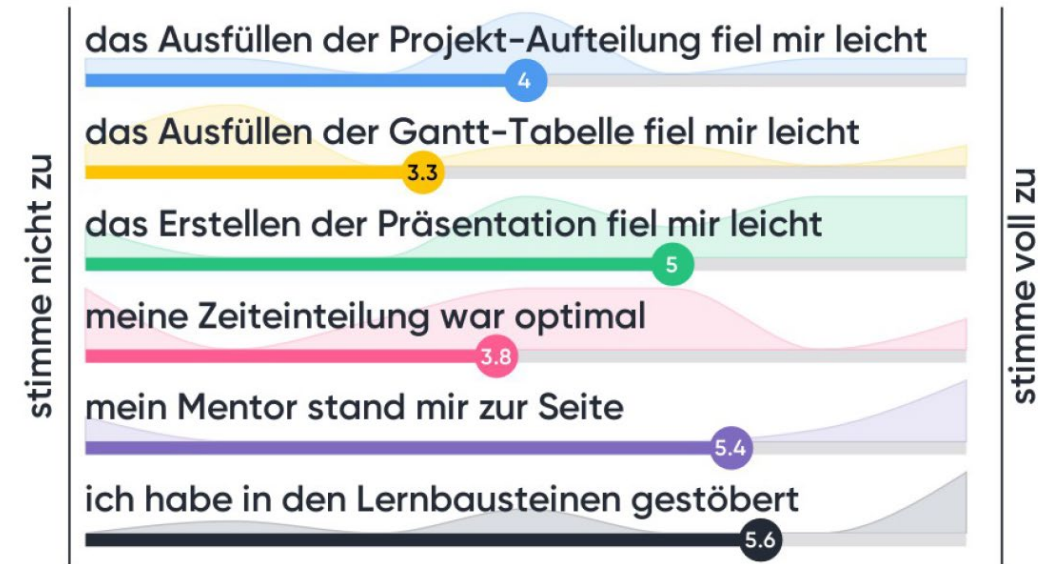 stimme nicht zu
das Ausfüllen der Projekt-Aufteilung fiel mir leicht
4
das Ausfüllen der Gantt-Tabelle fiel mir leicht
3.3
das Erstellen der Präsentation fiel mir leicht
5
meine Zeiteinteilung war optimal
3.8
mein Mentor stand mir zur Seite
5.4
ich habe in den Lernbausteinen gestöbert
5.6
stimme voll zu